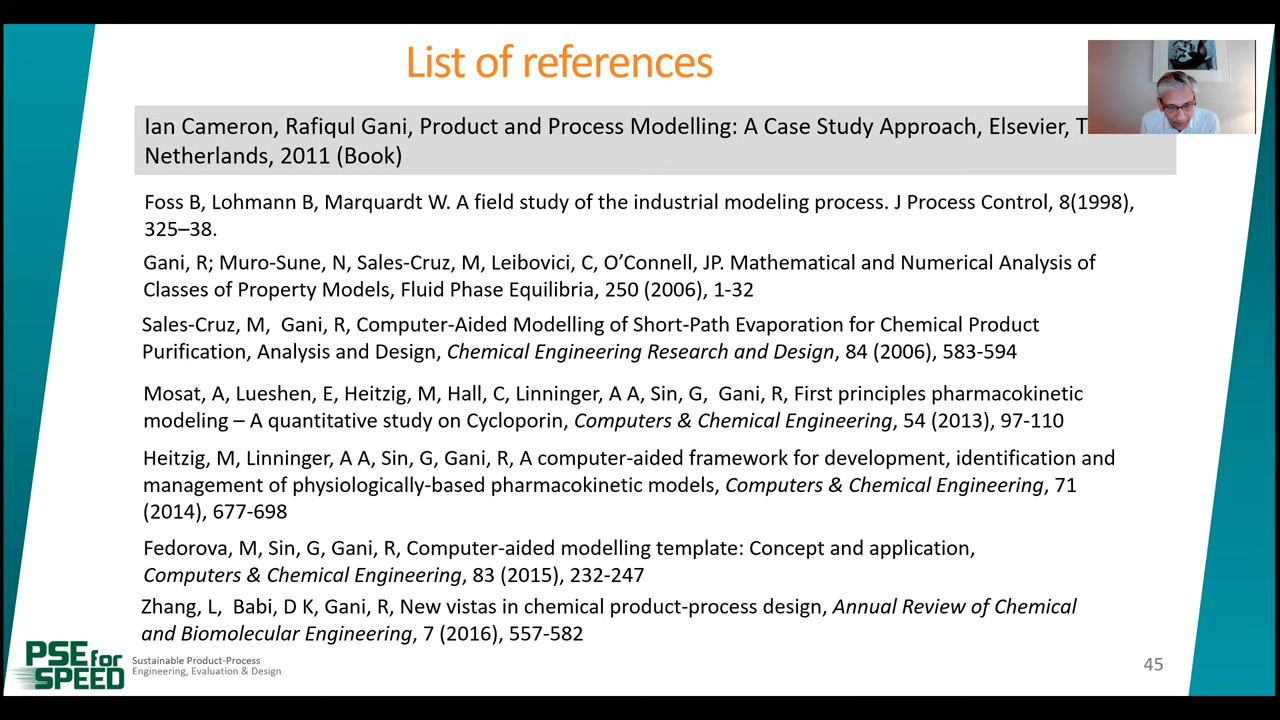 List of references
Ian Cameron, Rafiqul Gani, Product and Process Modelling: A Case Study Approach, Elsevier, T
Netherlands, 2011 (Book)
Foss B, Lohmann B, Marquardt W. A field study of the industrial modeling process. J Process Control, 8(1998),
325–38.
Gani, R; Muro-Sune, N, Sales-Cruz, M, Leibovici, C, O’Connell, JP. Mathematical and Numerical Analysis of
Classes of Property Models, Fluid Phase Equilibria, 250 (2006), 1-32
Sales-Cruz, M, Gani, R, Computer-Aided Modelling of Short-Path Evaporation for Chemical Product
Purification, Analysis and Design, Chemical Engineering Research and Design, 84 (2006), 583-594
Mosat, A, Lueshen, E, Heitzig, M, Hall, C, Linninger, A A, Sin, G, Gani, R, First principles pharmacokinetic
modeling – A quantitative study on Cycloporin, Computers & Chemical Engineering, 54 (2013), 97-110
Heitzig, M, Linninger, A A, Sin, G, Gani, R, A computer-aided framework for development, identification and
management of physiologically-based pharmacokinetic models, Computers & Chemical Engineering, 71
(2014), 677-698
Fedorova, M, Sin, G, Gani, R, Computer-aided modelling template: Concept and application,
Computers & Chemical Engineering, 83 (2015), 232-247
Zhang, L, Babi, D K, Gani, R, New vistas in chemical product-process design, Annual Review of Chemical
and Biomolecular Engineering, 7 (2016), 557-582
PSE for
SPEED
Sustainable Product-Process
Engineering, Evaluation & Design
45